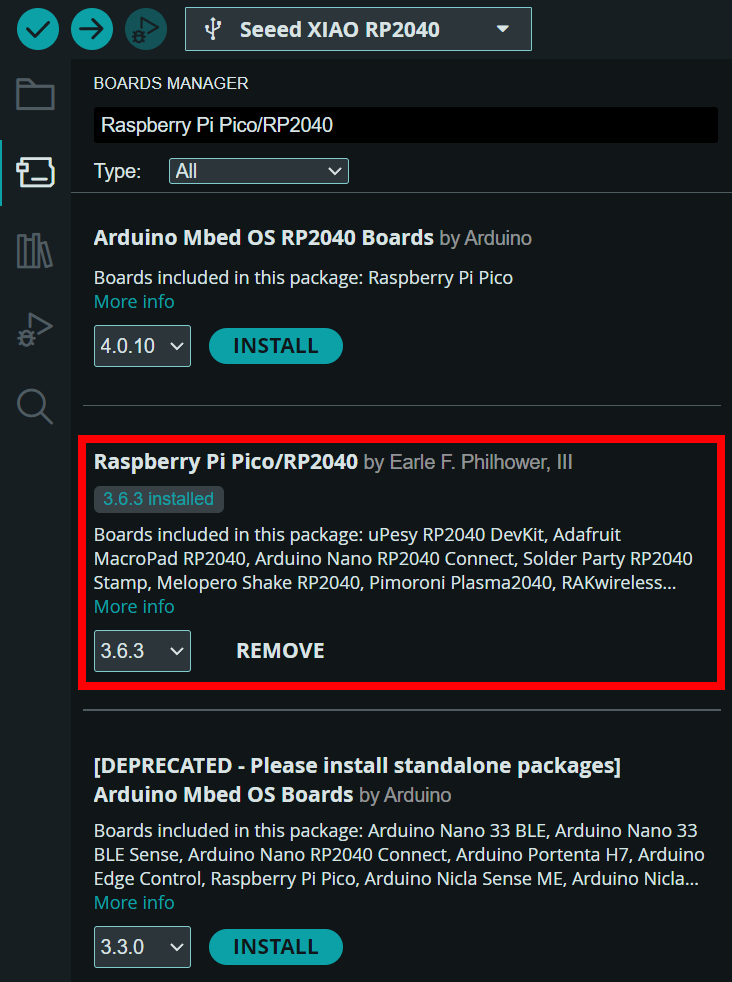 Seeed XIAO RP2040
BOARDS MANAGER
Raspberry Pi Pico/RP2040
Type: All
Arduino Mbed OS RP2040 Boards by Arduino
Boards included in this package: Raspberry Pi Pico
More info
4.0.10 INSTALL
Raspberry Pi Pico/RP2040 by Earle F. Philhower, III
3.6.3 installed
Boards included in this package: uPesy RP2040 DevKit, Adafruit
MacroPad RP2040, Arduino Nano RP2040 Connect, Solder Party RP2040
Stamp, Melopero Shake RP2040, Pimoroni Plasma2040, RAKwireless...
More info
3.6.3 REMOVE
[DEPRECATED - Please install standalone packages]
Arduino Mbed OS Boards by Arduino
Boards included in this package: Arduino Nano 33 BLE, Arduino Nano 33
BLE Sense, Arduino Nano RP2040 Connect, Arduino Portenta H7, Arduino
Edge Control, Raspberry Pi Pico, Arduino Nicla Sense ME, Arduino Nicla...
More info
3.3.0 INSTALL